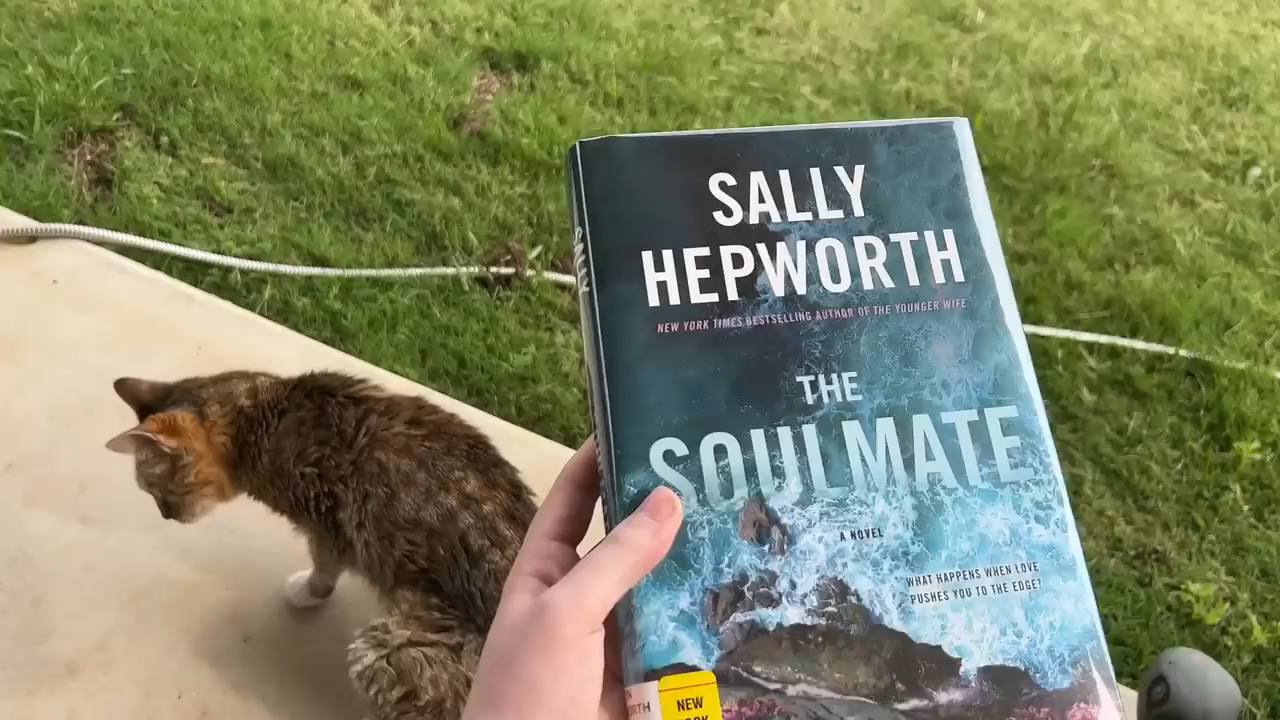 SALLY
HEPWORTH
NEW YORK TIMES BESTSELLING AUTHOR OF THE YOUNGER WIFE
THE
SOULMATE
A NOVEL
WHAT HAPPENS WHEN LOVE
PUSHES YOU TO THE EDGE?
SALLY
NEW